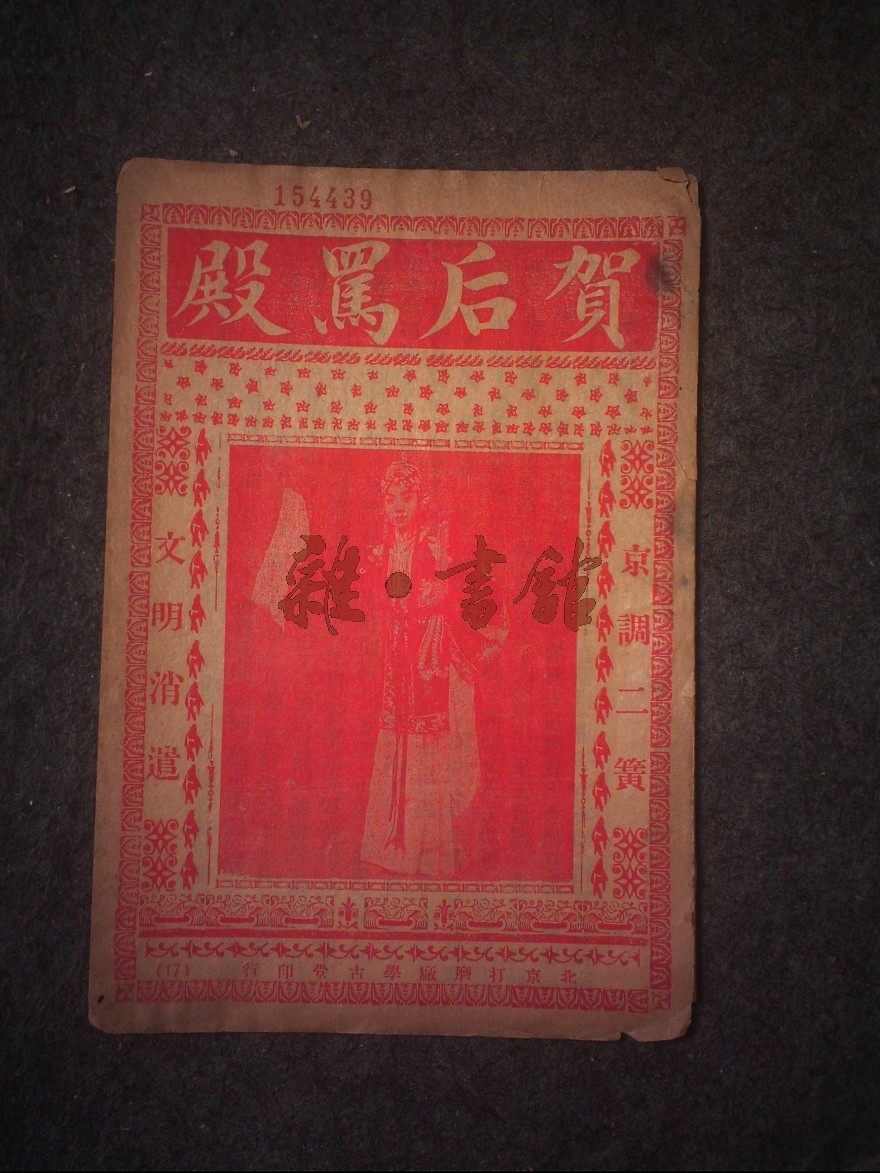 154439
賀后罵殿
京調二簧
文明消遣
雜·書館
北京打磨廠學古堂印行
(17)